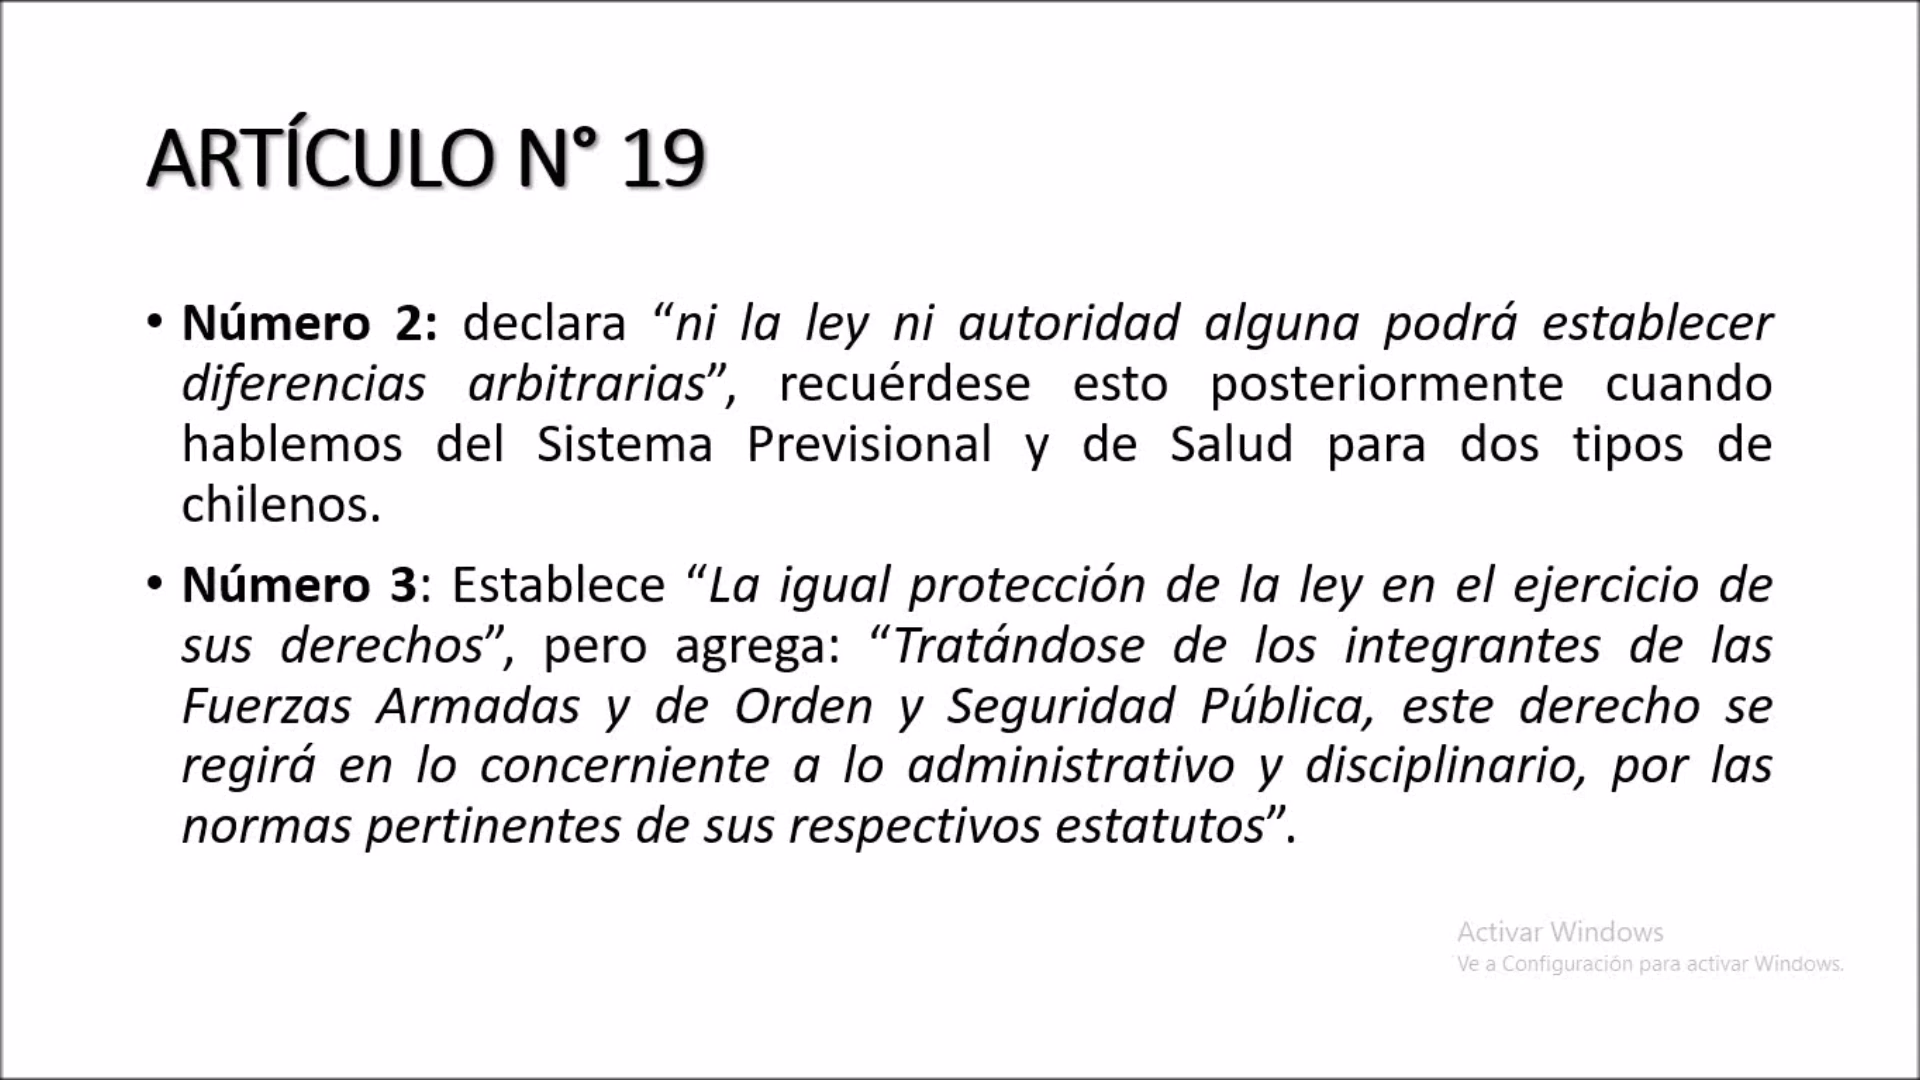 ARTÍCULO N° 19
• Número 2: declara “ni la ley ni autoridad alguna podrá establecer
diferencias arbitrarias”, recuérdese esto posteriormente cuando
hablemos del Sistema Previsional y de Salud para dos tipos de
chilenos.
• Número 3: Establece “La igual protección de la ley en el ejercicio de
sus derechos”, pero agrega: “Tratándose de los integrantes de las
Fuerzas Armadas y de Orden y Seguridad Pública, este derecho se
regirá en lo concerniente a lo administrativo y disciplinario, por las
normas pertinentes de sus respectivos estatutos”.
Activar Windows
Ve a Configuración para activar Windows.